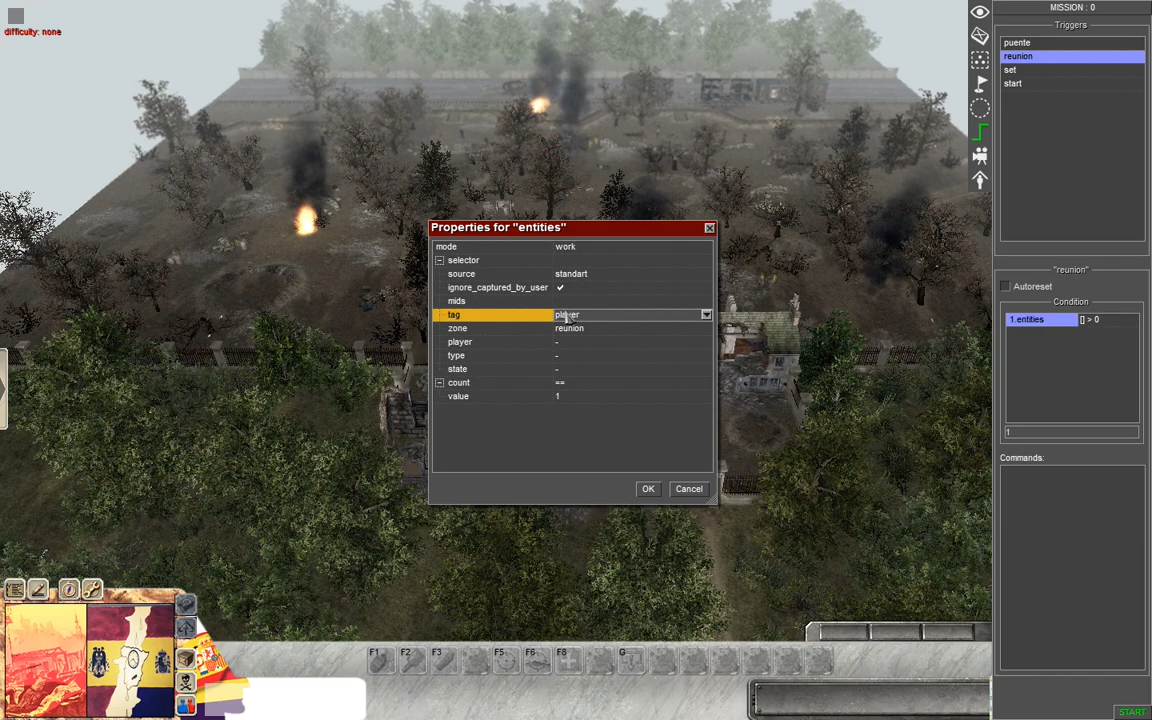 MISSION : 0
difficulty: none
Triggers
puente
reunion
set
start
Properties for "entities"
mode work
selector
source standart
ignore_captured_by_user
mids
tag player
zone reunion
player -
type -
state -
count ==
value 1
OK Cancel
"reunion"
Autoreset
Condition
1.entities [] > 0
1
Commands:
F1 F2 F3 F5 F6 F8 G
START